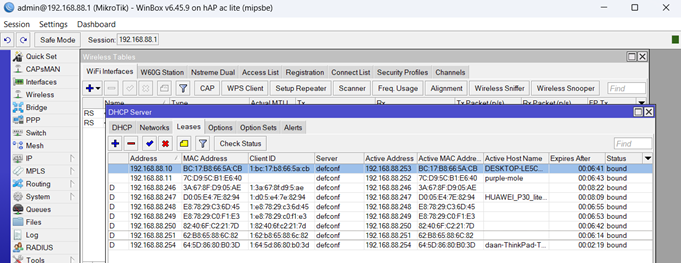 admin@192.168.88.1 (MikroTik) - WinBox v6.45.9 on hAP ac lite (mipsbe)
Session Settings Dashboard
Safe Mode Session: 192.168.88.1
Quick Set
CAPsMAN
Interfaces
Wireless
Bridge
PPP
Switch
Mesh
IP
MPLS
Routing
System
Queues
Files
Log
RADIUS
Tools
Wireless Tables
WiFi Interfaces W60G Station Nstreme Dual Access List Registration Connect List Security Profiles Channels
CAP WPS Client Setup Repeater Scanner Freq. Usage Alignment Wireless Sniffer Wireless Snooper Find
Name Type Actual MTU Tx Rx Tx Packet (p/s) Rx Packet (p/s) FP Tx
RS
RS
DHCP Server
DHCP Networks Leases Options Option Sets Alerts
Check Status Find
Address MAC Address Client ID Server Active Address Active MAC Addre... Active Host Name Expires After Status
192.168.88.10 BC:17:B8:66:5A:CB 1:bc:17:b8:66:5a:cb defconf 192.168.88.253 BC:17:B8:66:5A:CB DESKTOP-LE5C... 00:06:41 bound
192.168.88.11 7C:D9:5C:B1:E6:40 defconf 192.168.88.252 7C:D9:5C:B1:E6:40 purple-mole 00:06:43 bound
D 192.168.88.246 3A:67:8F:D9:05:AE 1:3a:67:8f:d9:5:ae defconf 192.168.88.246 3A:67:8F:D9:05:AE 00:08:22 bound
D 192.168.88.247 D0:05:E4:7E:82:94 1:d0:5:e4:7e:82:94 defconf 192.168.88.247 D0:05:E4:7E:82:94 HUAWEI_P30_lite... 00:08:09 bound
D 192.168.88.248 E8:78:29:C3:6D:45 1:e8:78:29:c3:6d:45 defconf 192.168.88.248 E8:78:29:C3:6D:45 00:06:55 bound
D 192.168.88.249 E8:78:29:C0:F1:E3 1:e8:78:29:c0:f1:e3 defconf 192.168.88.249 E8:78:29:C0:F1:E3 00:06:53 bound
D 192.168.88.250 82:40:6F:C2:21:7D 1:82:40:6f:c2:21:7d defconf 192.168.88.250 82:40:6F:C2:21:7D 00:06:42 bound
D 192.168.88.251 62:B8:65:88:6C:82 1:62:b8:65:88:6c:82 defconf 192.168.88.251 62:B8:65:88:6C:82 00:06:14 bound
D 192.168.88.254 64:5D:86:80:B0:3D 1:64:5d:86:80:b0:3d defconf 192.168.88.254 64:5D:86:80:B0:3D daan-ThinkPad-T... 00:02:19 bound